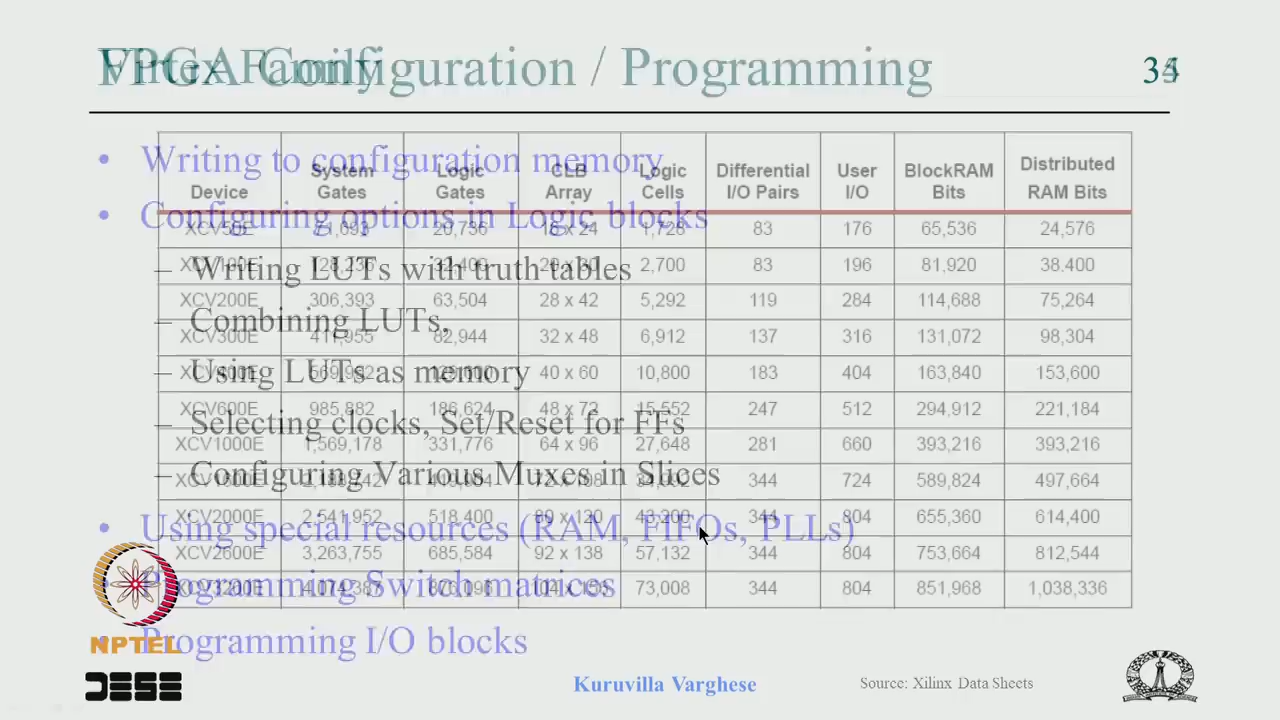 Virtex Family
FPGA Configuration / Programming
34
35
• Writing to configuration memory
• Configuring options in Logic blocks
– Writing LUTs with truth tables
– Combining LUTs,
– Using LUTs as memory
– Selecting clocks, Set/Reset for FFs
– Configuring Various Muxes in Slices
• Using special resources (RAM, FIFOs, PLLs)
• Programming Switch matrices
• Programming I/O blocks
Device System Gates Logic Gates CLB Array Logic Cells Differential I/O Pairs User I/O BlockRAM Bits Distributed RAM Bits
83 176 65,536 24,576
2,700 83 196 81,920 38.400
XCV200E 306,393 63,504 28 x 42 5,292 119 284 114,688 75,264
XCV300E 411,955 82,944 32 x 48 6,912 137 316 131,072 98,304
40 x 60 10,800 183 404 163,840 153,600
XCV600E 985,882 186,624 48 x 72 15,552 247 512 294,912 221,184
XCV1000E 1,569,178 331,776 64 x 96 27,648 281 660 393,216 393,216
344 724 589,824 497,664
XCV2000E 2,541,952 518,400 80 x 120 43,200 344 804 655,360 614,400
XCV2600E 3,263,755 685,584 92 x 138 57,132 344 804 753,664 812,544
XCV3200E 4,074,387 876,096 104 x 156 73,008 344 804 851,968 1,038,336
NPTEL
DESE
Kuruvilla Varghese
Source: Xilinx Data Sheets